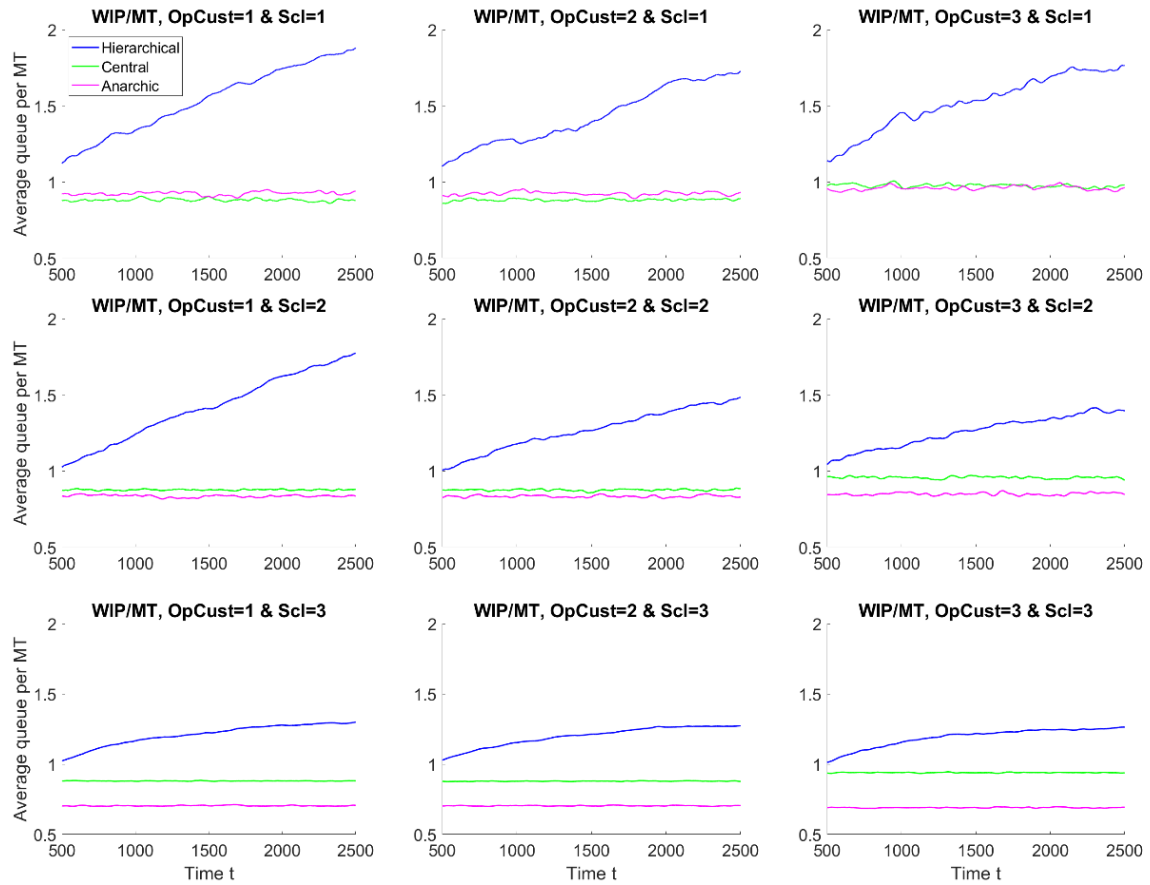 WIP/MT, OpCust=1 & Scl=1
WIP/MT, OpCust=2 & Scl=1
WIP/MT, OpCust=3 & Scl=1
Hierarchical
Central
Anarchic
Average queue per MT
2
1.5
1
0.5
500 1000 1500 2000 2500
2
1.5
1
0.5
500 1000 1500 2000 2500
2
1.5
1
0.5
500 1000 1500 2000 2500
WIP/MT, OpCust=1 & Scl=2
WIP/MT, OpCust=2 & Scl=2
WIP/MT, OpCust=3 & Scl=2
Average queue per MT
2
1.5
1
0.5
500 1000 1500 2000 2500
2
1.5
1
0.5
500 1000 1500 2000 2500
2
1.5
1
0.5
500 1000 1500 2000 2500
WIP/MT, OpCust=1 & Scl=3
WIP/MT, OpCust=2 & Scl=3
WIP/MT, OpCust=3 & Scl=3
Average queue per MT
2
1.5
1
0.5
500 1000 1500 2000 2500
Time t
2
1.5
1
0.5
500 1000 1500 2000 2500
Time t
2
1.5
1
0.5
500 1000 1500 2000 2500
Time t